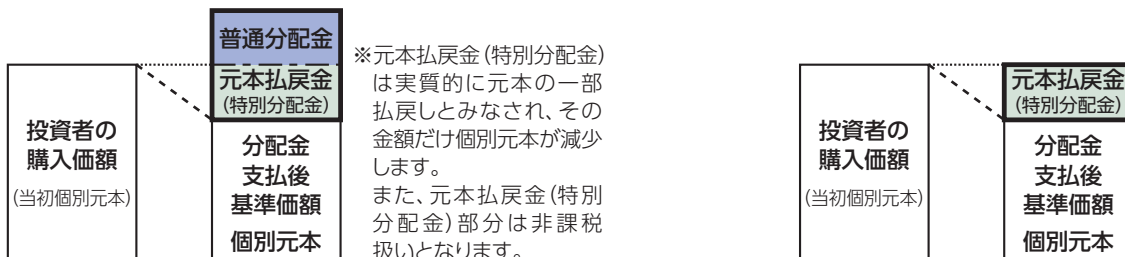 普通分配金
元本払戻金
(特別分配金)
投資者の
購入価額
(当初個別元本)
分配金
支払後
基準価額
個別元本
※元本払戻金(特別分配金)
は実質的に元本の一部
払戻しとみなされ、その
金額だけ個別元本が減少
します。
また、元本払戻金(特別
分配金)部分は非課税
扱いとなります。
元本払戻金
(特別分配金)
投資者の
購入価額
(当初個別元本)
分配金
支払後
基準価額
個別元本